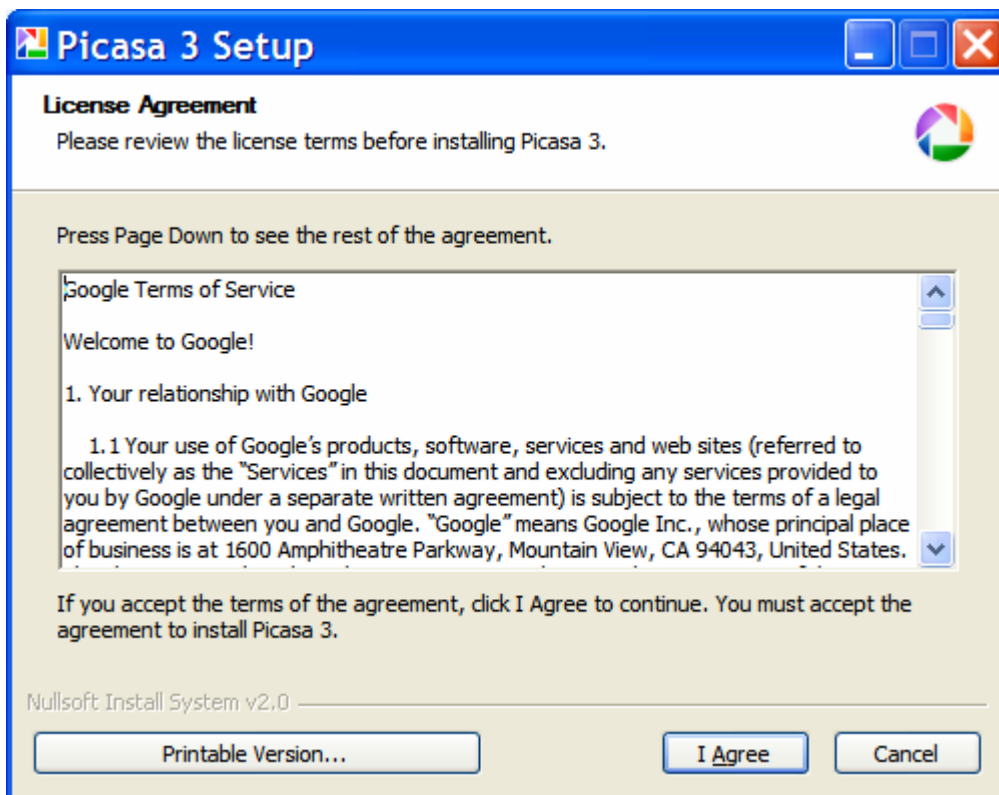 Picasa 3 Setup
License Agreement
Please review the license terms before installing Picasa 3.
Press Page Down to see the rest of the agreement.
Google Terms of Service
Welcome to Google!
1. Your relationship with Google
1.1 Your use of Google’s products, software, services and web sites (referred to
collectively as the “Services” in this document and excluding any services provided to
you by Google under a separate written agreement) is subject to the terms of a legal
agreement between you and Google. “Google” means Google Inc., whose principal place
of business is at 1600 Amphitheatre Parkway, Mountain View, CA 94043, United States.
If you accept the terms of the agreement, click I Agree to continue. You must accept the
agreement to install Picasa 3.
Nullsoft Install System v2.0
Printable Version...
I Agree
Cancel